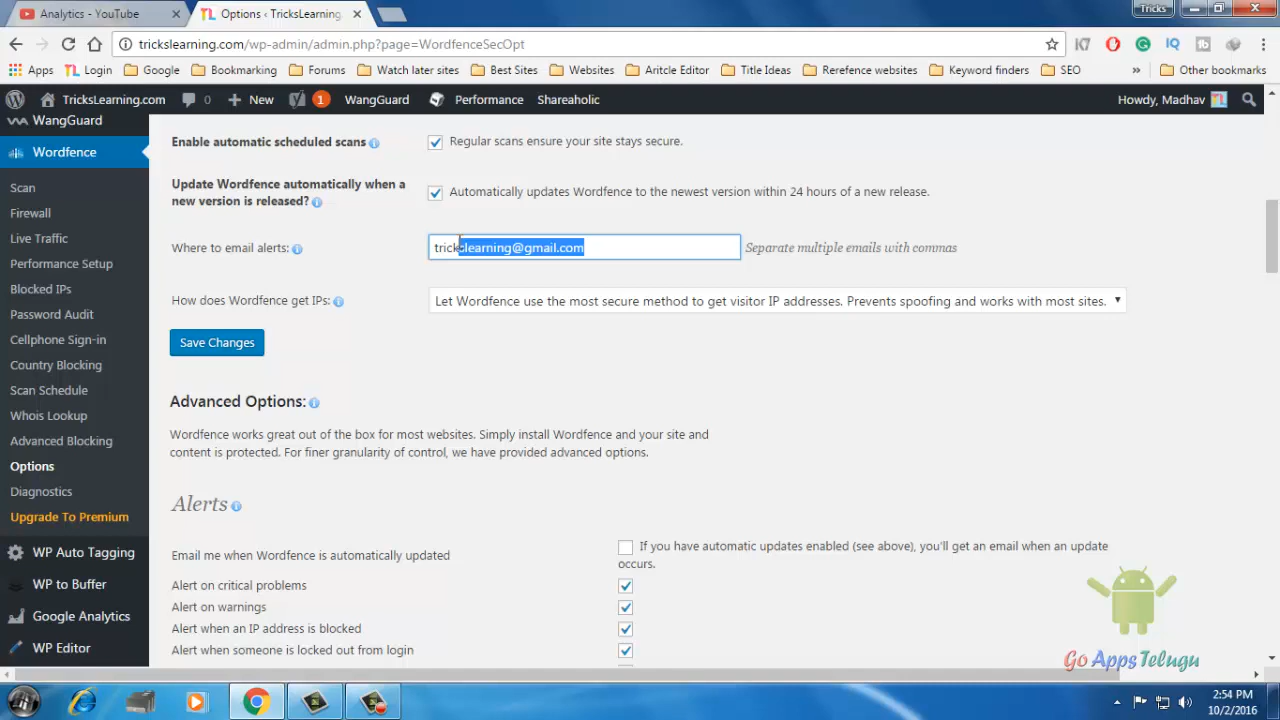 Analytics - YouTube
Options ‹ TricksLearning.
Tricks
trickslearning.com/wp-admin/admin.php?page=WordfenceSecOpt
Apps
Login
Google
Bookmarking
Forums
Watch later sites
Best Sites
Websites
Aritcle Editor
Title Ideas
Rerefence websites
Keyword finders
SEO
»
Other bookmarks
TricksLearning.com
0
New
1
WangGuard
Performance
Shareaholic
Howdy, Madhav
WangGuard
Wordfence
Scan
Firewall
Live Traffic
Performance Setup
Blocked IPs
Password Audit
Cellphone Sign-in
Country Blocking
Scan Schedule
Whois Lookup
Advanced Blocking
Options
Diagnostics
Upgrade To Premium
WP Auto Tagging
WP to Buffer
Google Analytics
WP Editor
Enable automatic scheduled scans
Regular scans ensure your site stays secure.
Update Wordfence automatically when a
new version is released?
Automatically updates Wordfence to the newest version within 24 hours of a new release.
Where to email alerts:
trickslearning@gmail.com
Separate multiple emails with commas
How does Wordfence get IPs:
Let Wordfence use the most secure method to get visitor IP addresses. Prevents spoofing and works with most sites.
Save Changes
Advanced Options:
Wordfence works great out of the box for most websites. Simply install Wordfence and your site and
content is protected. For finer granularity of control, we have provided advanced options.
Alerts
Email me when Wordfence is automatically updated
If you have automatic updates enabled (see above), you'll get an email when an update
occurs.
Alert on critical problems
Alert on warnings
Alert when an IP address is blocked
Alert when someone is locked out from login
Go AppsTelugu
2:54 PM
10/2/2016